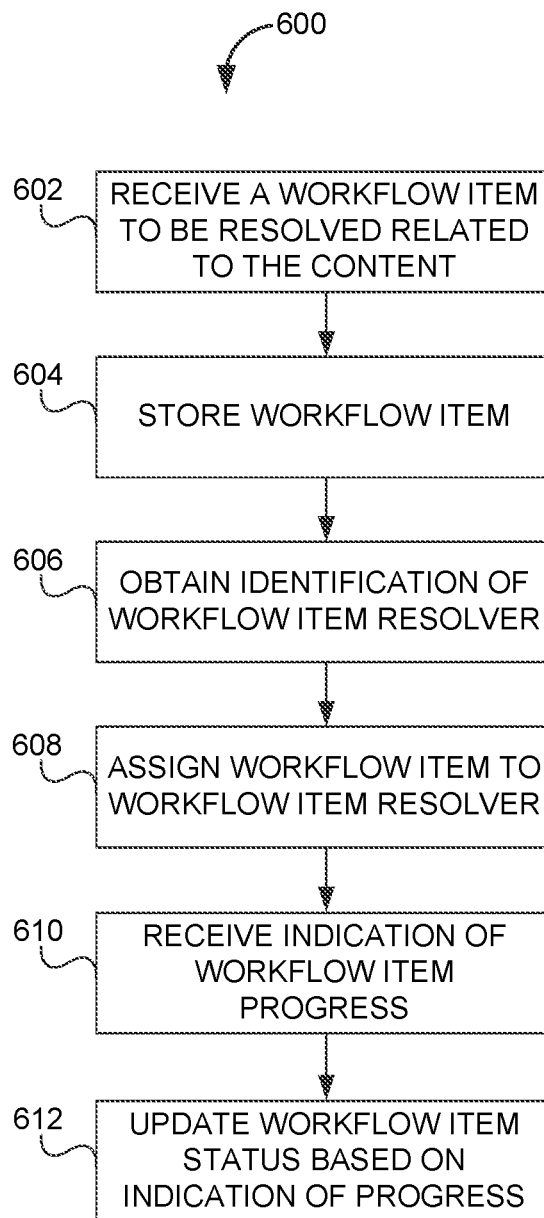 600
602
RECEIVE A WORKFLOW ITEM
TO BE RESOLVED RELATED
TO THE CONTENT
604
STORE WORKFLOW ITEM
606
OBTAIN IDENTIFICATION OF
WORKFLOW ITEM RESOLVER
608
ASSIGN WORKFLOW ITEM TO
WORKFLOW ITEM RESOLVER
610
RECEIVE INDICATION OF
WORKFLOW ITEM
PROGRESS
612
UPDATE WORKFLOW ITEM
STATUS BASED ON
INDICATION OF PROGRESS